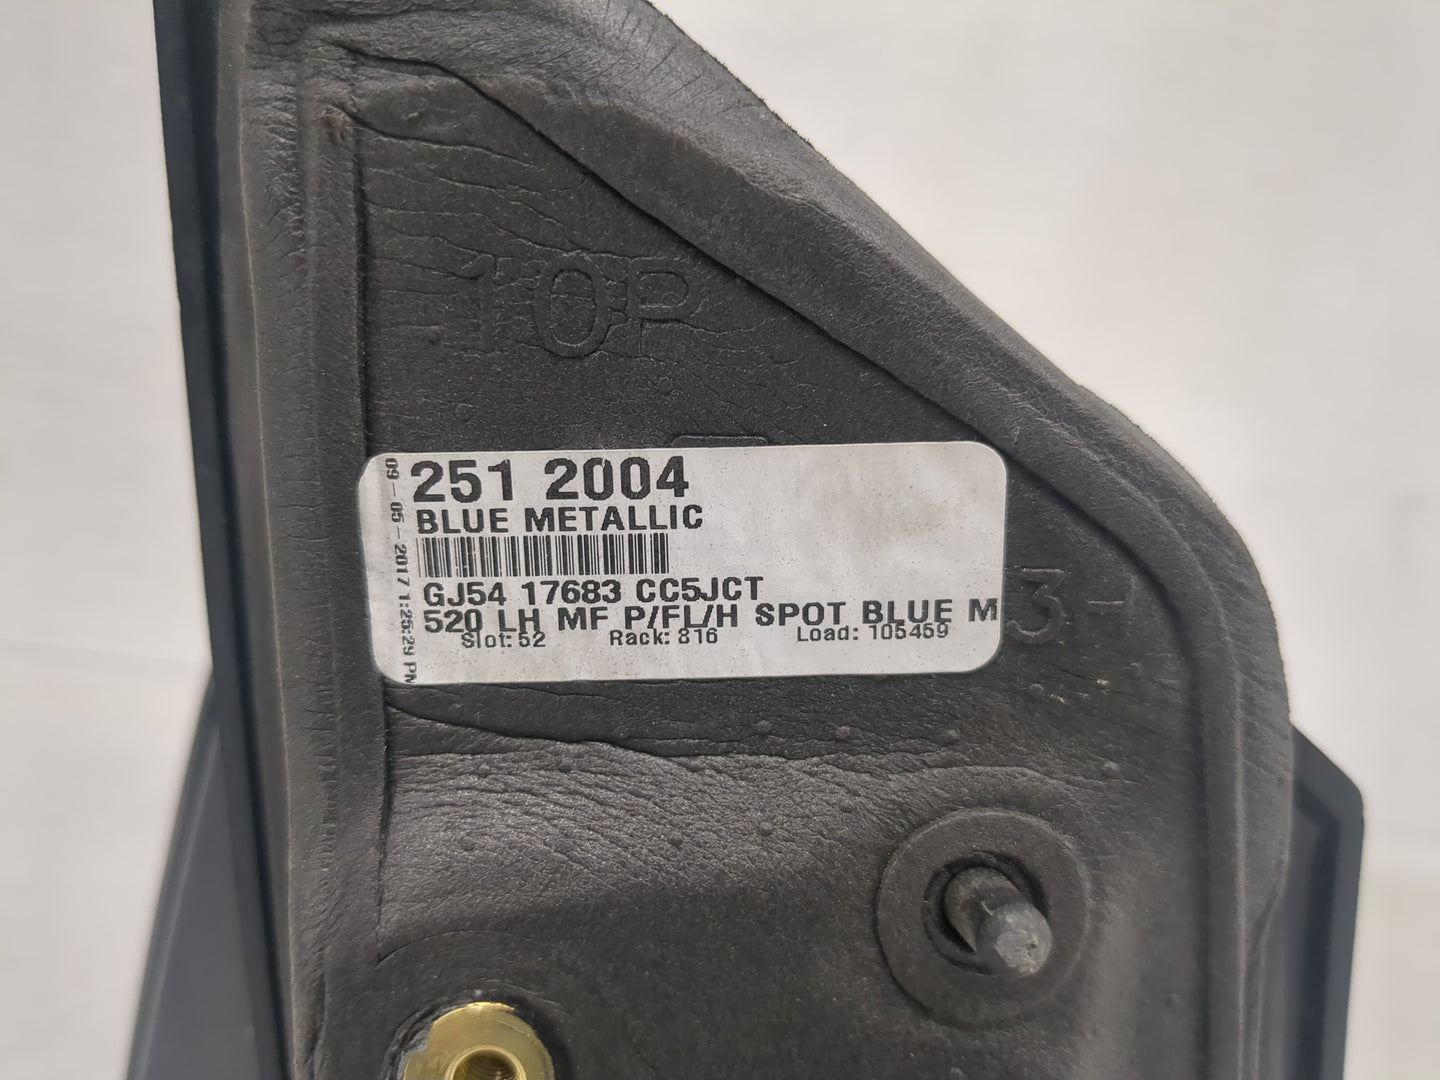 10P
251 2004
BLUE METALLIC
GJ54 17683 CC5JCT
520 LH MF P/FL/H SPOT BLUE M
Slot: 52 Rack: 816 Load: 105459
09-05-2017 1:25:29 PM
3-